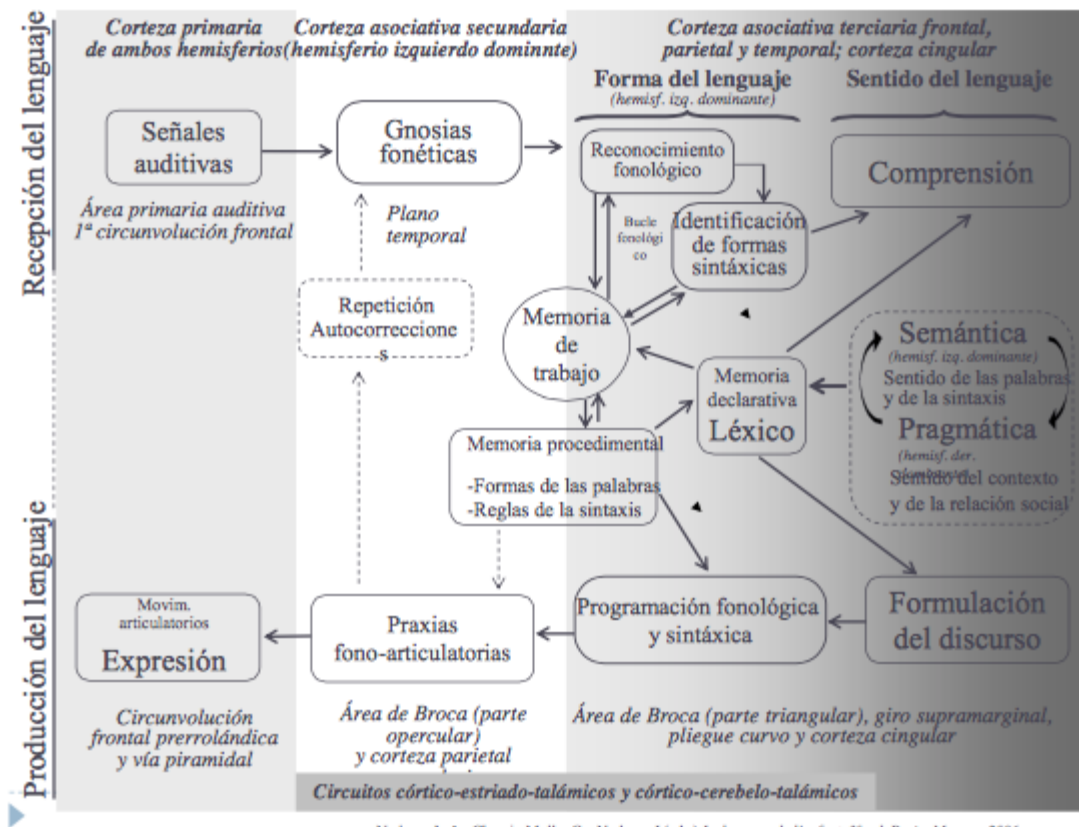 Corteza primaria
de ambos hemisferios
(hemisferio izquierdo dominnte)
Corteza asociativa secundaria
Corteza asociativa terciaria frontal,
parietal y temporal; corteza cingular
Forma del lenguaje
(hemisf. izq. dominante)
Sentido del lenguaje
Recepción del lenguaje
Señales
auditivas
Gnosias
fonéticas
Reconocimiento
fonológico
Comprensión
Área primaria auditiva
1ª circunvolución frontal
Plano
temporal
Bucle
fonológi
co
Identificación
de formas
sintáxicas
Repetición
Autocorreccione
s
Memoria
de
trabajo
Memoria
declarativa
Léxico
Semántica
(hemisf. izq. dominante)
Sentido de las palabras
y de la sintaxis
Pragmática
(hemisf. der.
Sentido del contexto
y de la relación social
Memoria procedimental
-Formas de las palabras
-Reglas de la sintaxis
Producción del lenguaje
Movim.
articulatorios
Expresión
Praxias
fono-articulatorias
Programación fonológica
y sintáxica
Formulación
del discurso
Circunvolución
frontal prerrolándica
y vía piramidal
Área de Broca (parte
opercular)
y corteza parietal
Área de Broca (parte triangular), giro supramarginal,
pliegue curvo y corteza cingular
Circuitos córtico-estriado-talámicos y córtico-cerebelo-talámicos